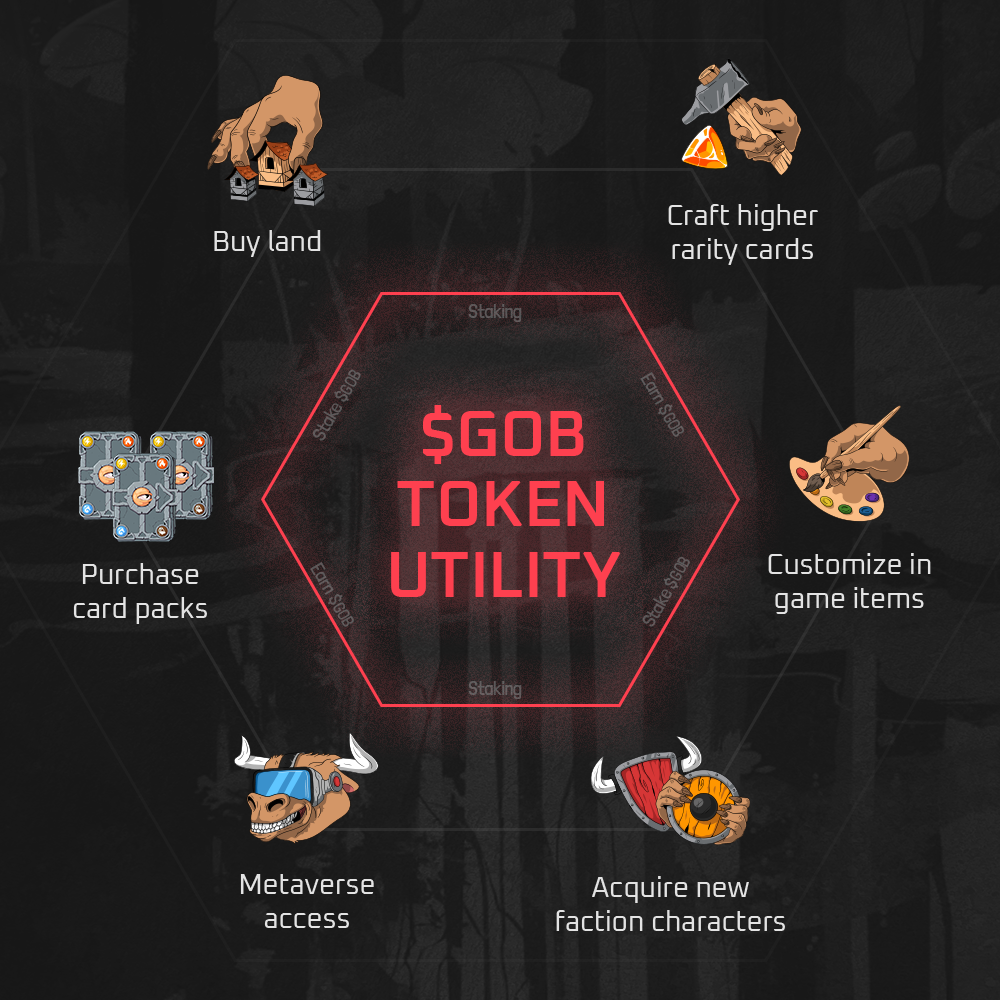 Buy land
Craft higher
rarity cards
Staking
Stake $GOB
Earn $GOB
$GOB
TOKEN
UTILITY
Purchase
card packs
Customize in
game items
Earn $GOB
Stake $GOB
Staking
Metaverse
access
Acquire new
faction characters